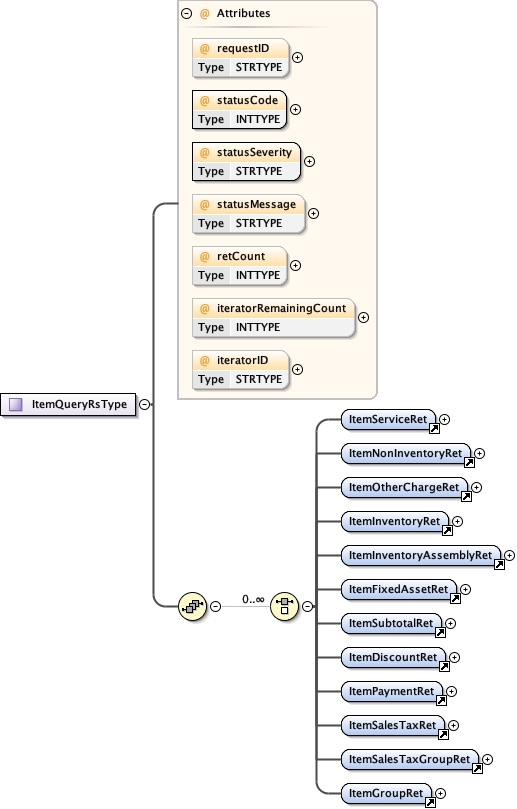 @ Attributes
@ requestID
Type STRTYPE
@ statusCode
Type INTTYPE
@ statusSeverity
Type STRTYPE
@ statusMessage
Type STRTYPE
@ retCount
Type INTTYPE
@ iteratorRemainingCount
Type INTTYPE
@ iteratorID
Type STRTYPE
ItemQueryRsType
0..∞
ItemServiceRet
ItemNonInventoryRet
ItemOtherChargeRet
ItemInventoryRet
ItemInventoryAssemblyRet
ItemFixedAssetRet
ItemSubtotalRet
ItemDiscountRet
ItemPaymentRet
ItemSalesTaxRet
ItemSalesTaxGroupRet
ItemGroupRet